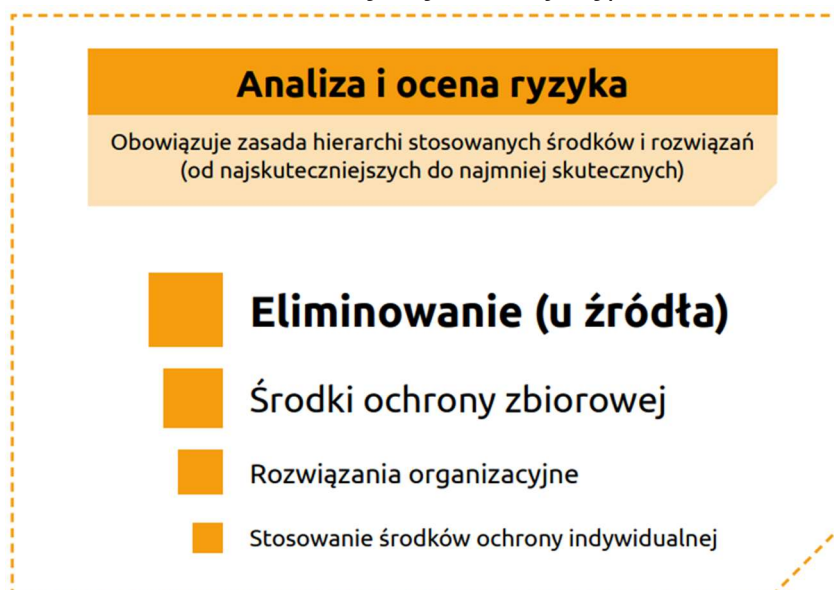 Analiza i ocena ryzyka
Obowiązuje zasada hierarchi stosowanych środków i rozwiązań
(od najskuteczniejszych do najmniej skutecznych)
Eliminowanie (u źródła)
Środki ochrony zbiorowej
Rozwiązania organizacyjne
Stosowanie środków ochrony indywidualnej